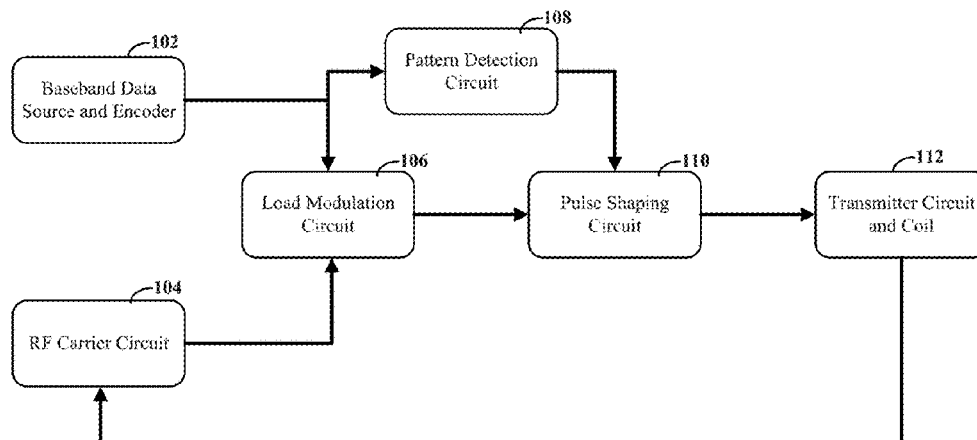 102
Baseband Data
Source and Encoder
108
Pattern Detection
Circuit
106
Load Modulation
Circuit
110
Pulse Shaping
Circuit
112
Transmitter Circuit
and Coil
104
RF Carrier Circuit